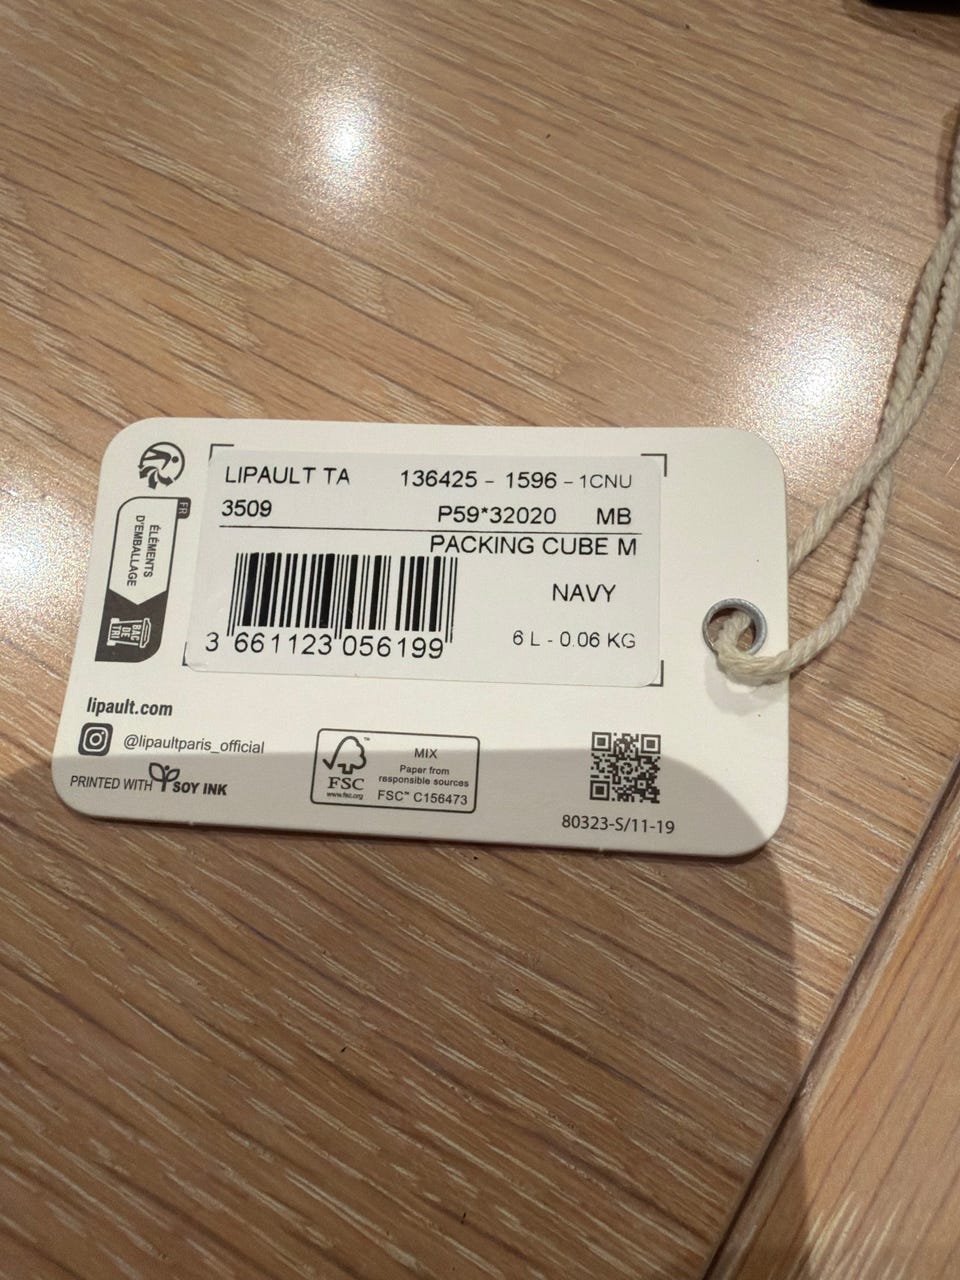 LIPAULT TA 136425 - 1596 - 1CNU
3509 P59*32020 MB
PACKING CUBE M
NAVY
6 L - 0.06 KG
3 661123 056199
FR
ÉLÉMENTS
D'EMBALLAGE
BAC
DE
TRI
lipault.com
@lipaultparis_official
PRINTED WITH SOY INK
FSC™
www.fsc.org
MIX
Paper from
responsible sources
FSC™ C156473
80323-S/11-19